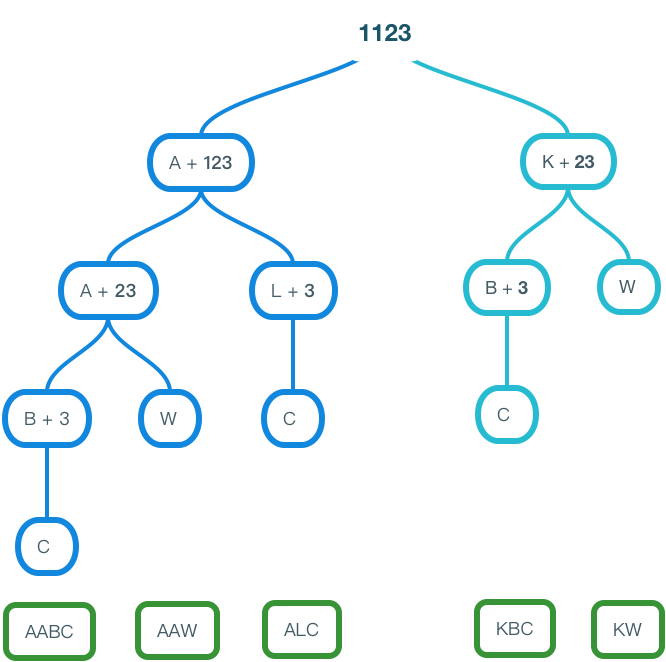 1123
A + 123
K + 23
A + 23
L + 3
B + 3
W
B + 3
W
C
C
C
AABC
AAW
ALC
KBC
KW